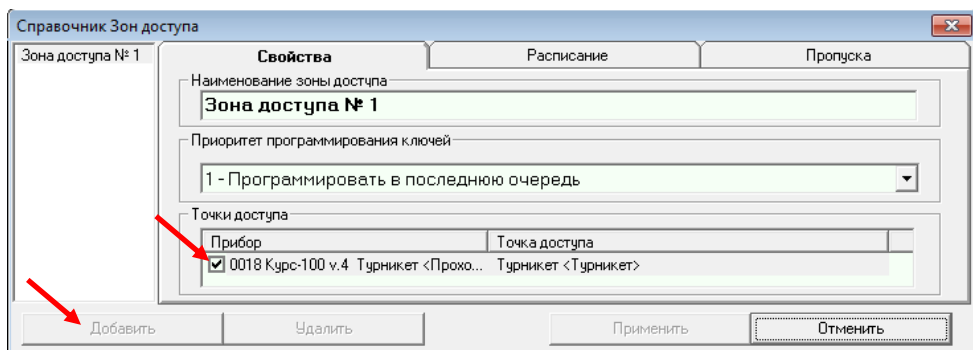 Справочник Зон доступа
Зона доступа № 1
Свойства
Расписание
Пропуска
Наименование зоны доступа
Зона доступа № 1
Приоритет программирования ключей
1 - Программировать в последнюю очередь
Точки доступа
Прибор
Точка доступа
0018 Курс-100 v.4 Турникет <Прохо... Турникет <Турникет>
Добавить
Удалить
Применить
Отменить